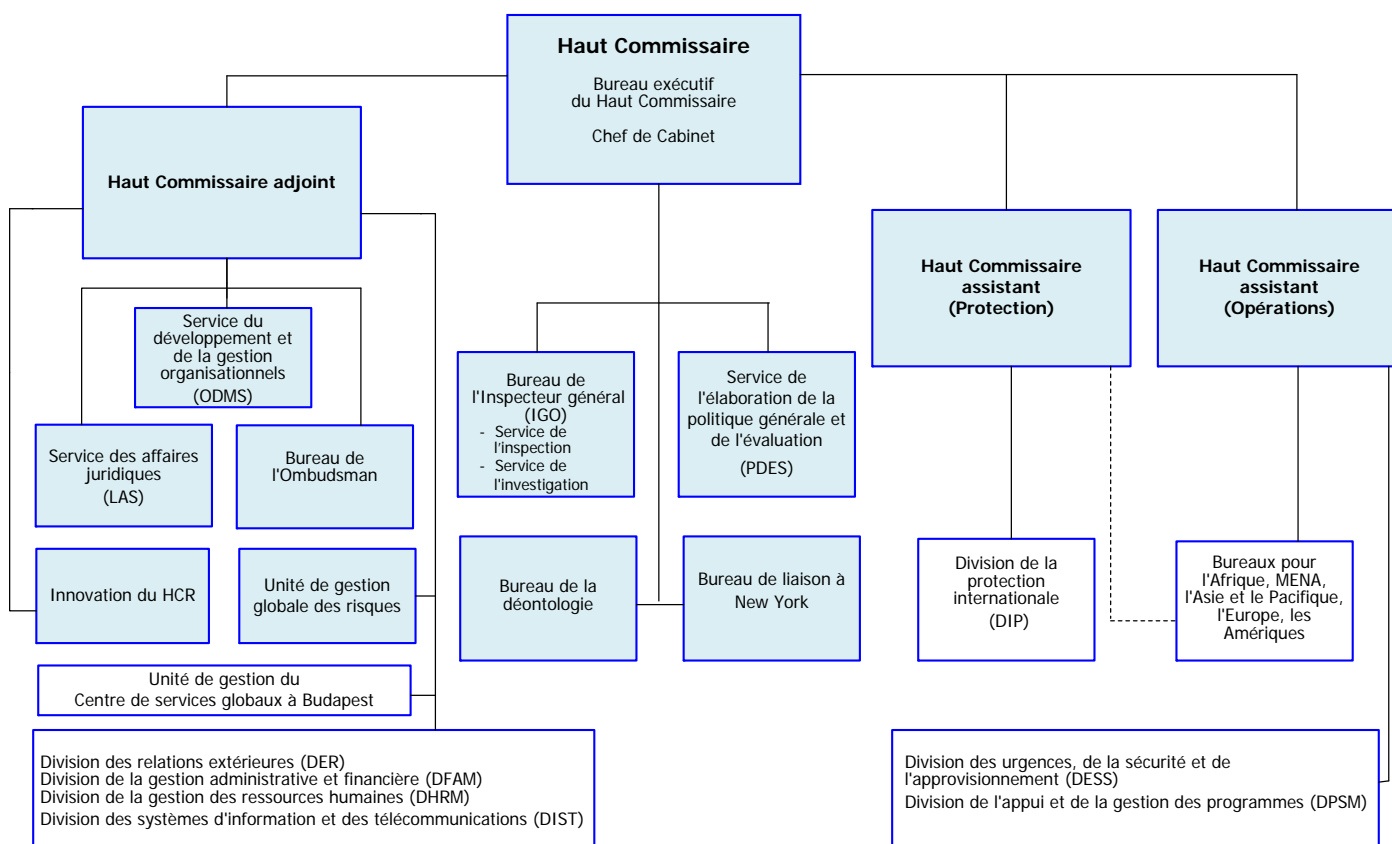 Haut Commissaire
Bureau exécutif
du Haut Commissaire
Chef de Cabinet
Haut Commissaire adjoint
Haut Commissaire
assistant
(Protection)
Haut Commissaire
assistant
(Opérations)
Service du
développement et
de la gestion
organisationnels
(ODMS)
Service des affaires
juridiques
(LAS)
Bureau de
l'Ombudsman
Innovation du HCR
Unité de gestion
globale des risques
Unité de gestion du
Centre de services globaux à Budapest
Division des relations extérieures (DER)
Division de la gestion administrative et financière (DFAM)
Division de la gestion des ressources humaines (DHRM)
Division des systèmes d'information et des télécommunications (DIST)
Bureau de
l'Inspecteur général
(IGO)
- Service de
l'inspection
- Service de
l'investigation
Service de
l'élaboration de la
politique générale et
de l'évaluation
(PDES)
Bureau de la
déontologie
Bureau de liaison à
New York
Division de la
protection
internationale
(DIP)
Bureaux pour
l'Afrique, MENA,
l'Asie et le Pacifique,
l'Europe, les
Amériques
Division des urgences, de la sécurité et de
l'approvisionnement (DESS)
Division de l'appui et de la gestion des programmes (DPSM)